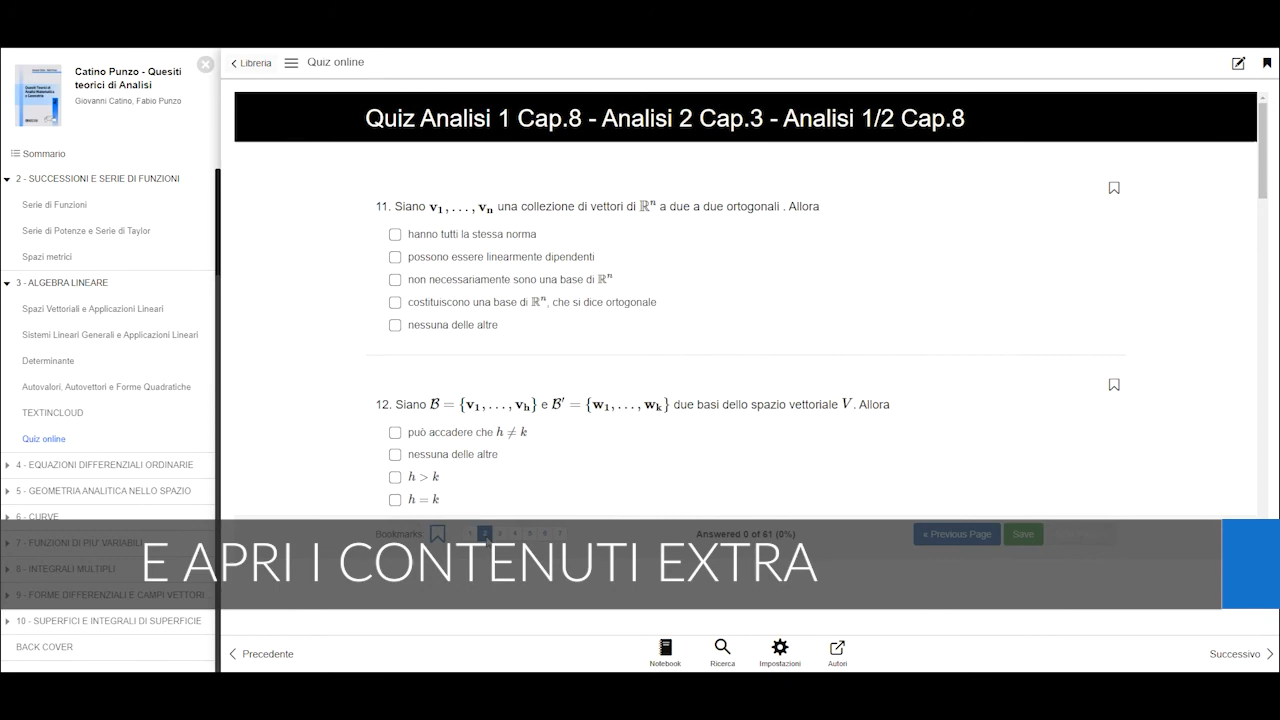 Catino Punzo - Quesiti
teorici di Analisi
Giovanni Catino, Fabio Punzo
Sommario
2 - SUCCESSIONI E SERIE DI FUNZIONI
Serie di Funzioni
Serie di Potenze e Serie di Taylor
Spazi metrici
3 - ALGEBRA LINEARE
Spazi Vettoriali e Applicazioni Lineari
Sistemi Lineari Generali e Applicazioni Lineari
Determinante
Autovalori, Autovettori e Forme Quadratiche
TEXTINCLOUD
Quiz online
4 - EQUAZIONI DIFFERENZIALI ORDINARIE
5 - GEOMETRIA ANALITICA NELLO SPAZIO
6 - CURVE
7 - FUNZIONI DI PIU' VARIABILI
8 - INTEGRALI MULTIPLI
9 - FORME DIFFERENZIALI E CAMPI VETTORI
10 - SUPERFICI E INTEGRALI DI SUPERFICIE
BACK COVER
Libreria
Quiz online
Quiz Analisi 1 Cap.8 - Analisi 2 Cap.3 - Analisi 1/2 Cap.8
11. Siano v₁, . . . , vₙ una collezione di vettori di ℝⁿ a due a due ortogonali . Allora
hanno tutti la stessa norma
possono essere linearmente dipendenti
non necessariamente sono una base di ℝⁿ
costituiscono una base di ℝⁿ, che si dice ortogonale
nessuna delle altre
12. Siano ℬ = {v₁, . . . , vₕ} e ℬ′ = {w₁, . . . , wₖ} due basi dello spazio vettoriale V. Allora
può accadere che h ≠ k
nessuna delle altre
h > k
h = k
Bookmarks 1 2 3 4 5 6 7 Answered 0 of 61 (0%) « Previous Page Save
E APRI I CONTENUTI EXTRA
Precedente
Notebook Ricerca Impostazioni Autori
Successivo